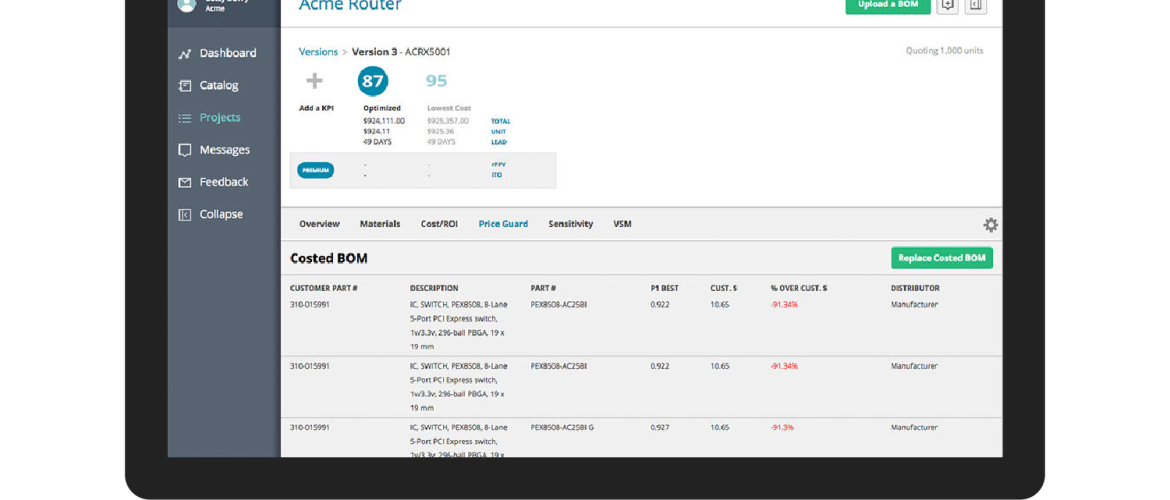 Acme
Acme Router
Upload a BOM
Dashboard
Catalog
Projects
Messages
Feedback
Collapse
Versions > Version 3 - ACRX5001
Quoting 1,000 units
87
95
Add a KPI
Optimized
Lowest Cost
$924,111.00
$925,357.00
TOTAL
$924.11
$925.36
UNIT
49 DAYS
49 DAYS
LEAD
PREMIUM
-
-
rPPV
-
-
ITO
Overview Materials Cost/ROI Price Guard Sensitivity VSM
Costed BOM
Replace Costed BOM
CUSTOMER PART # DESCRIPTION PART # P1 BEST CUST. $ % OVER CUST. $ DISTRIBUTOR
310-015991 IC, SWITCH, PEX8508, 8-Lane PEX8508-AC25BI 0.922 10.65 -91.34% Manufacturer
5-Port PCI Express switch,
1v/3.3v, 296-ball PBGA, 19 x
19 mm
310-015991 IC, SWITCH, PEX8508, 8-Lane PEX8508-AC25BI 0.922 10.65 -91.34% Manufacturer
5-Port PCI Express switch,
1v/3.3v, 296-ball PBGA, 19 x
19 mm
310-015991 IC, SWITCH, PEX8508, 8-Lane PEX8508-AC25BI G 0.927 10.65 -91.3% Manufacturer
5-Port PCI Express switch,
1v/3.3v, 296-ball PBGA, 19 x